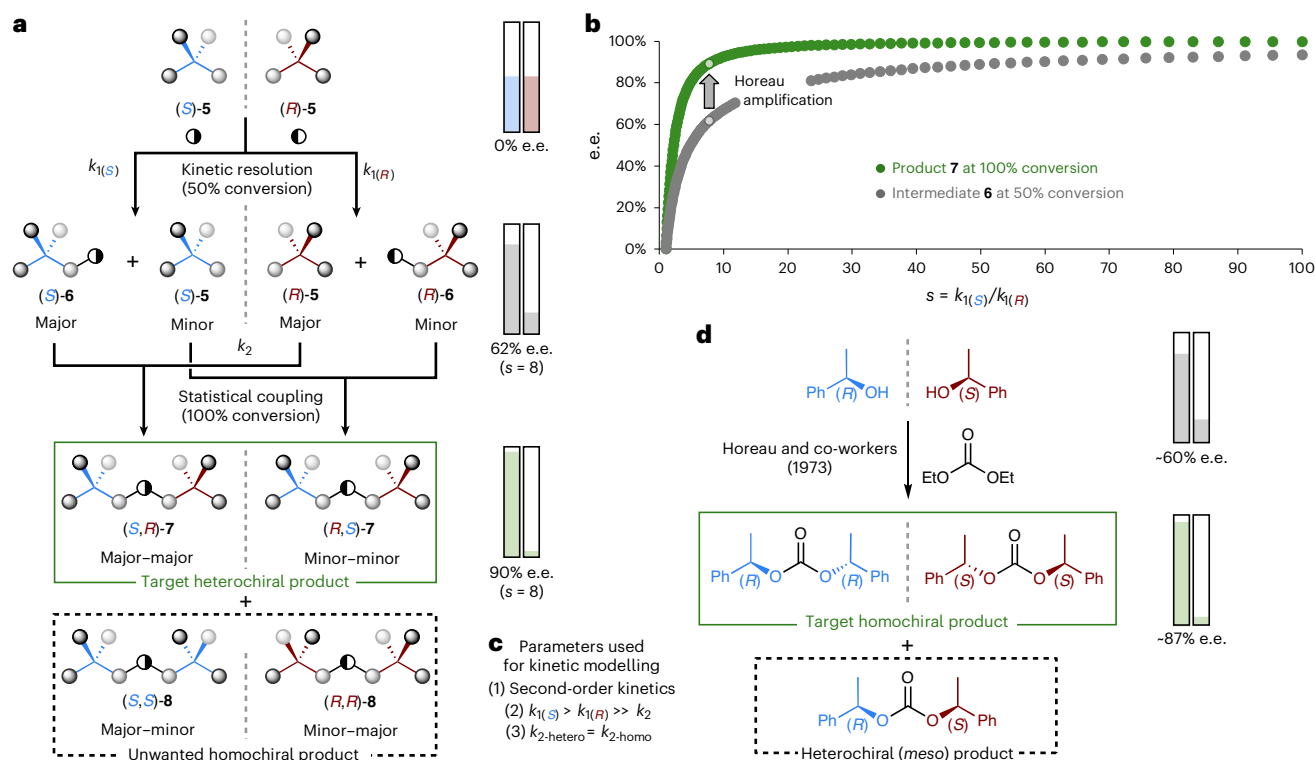 a
(S)-5
(R)-5
0% e.e.
k1(S)
Kinetic resolution
(50% conversion)
k1(R)
+
+
(S)-6
(S)-5
(R)-5
(R)-6
Major
Minor
Major
Minor
62% e.e.
(s = 8)
k2
Statistical coupling
(100% conversion)
(S,R)-7
(R,S)-7
Major–major
Minor–minor
Target heterochiral product
90% e.e.
(s = 8)
+
(S,S)-8
(R,R)-8
Major–minor
Minor–major
Unwanted homochiral product
b
100%
80%
60%
40%
20%
0%
e.e.
Horeau
amplification
Product 7 at 100% conversion
Intermediate 6 at 50% conversion
0 10 20 30 40 50 60 70 80 90 100
s = k1(S)/k1(R)
c
Parameters used
for kinetic modelling
(1) Second-order kinetics
(2) k1(S) > k1(R) >> k2
(3) k2-hetero = k2-homo
d
Ph (R) OH
HO (S) Ph
~60% e.e.
Horeau and co-workers
(1973)
O
EtO OEt
O
Ph (R) O O (R) Ph
O
Ph (S) O O (S) Ph
Target homochiral product
~87% e.e.
+
O
Ph (R) O O (S) Ph
Heterochiral (meso) product